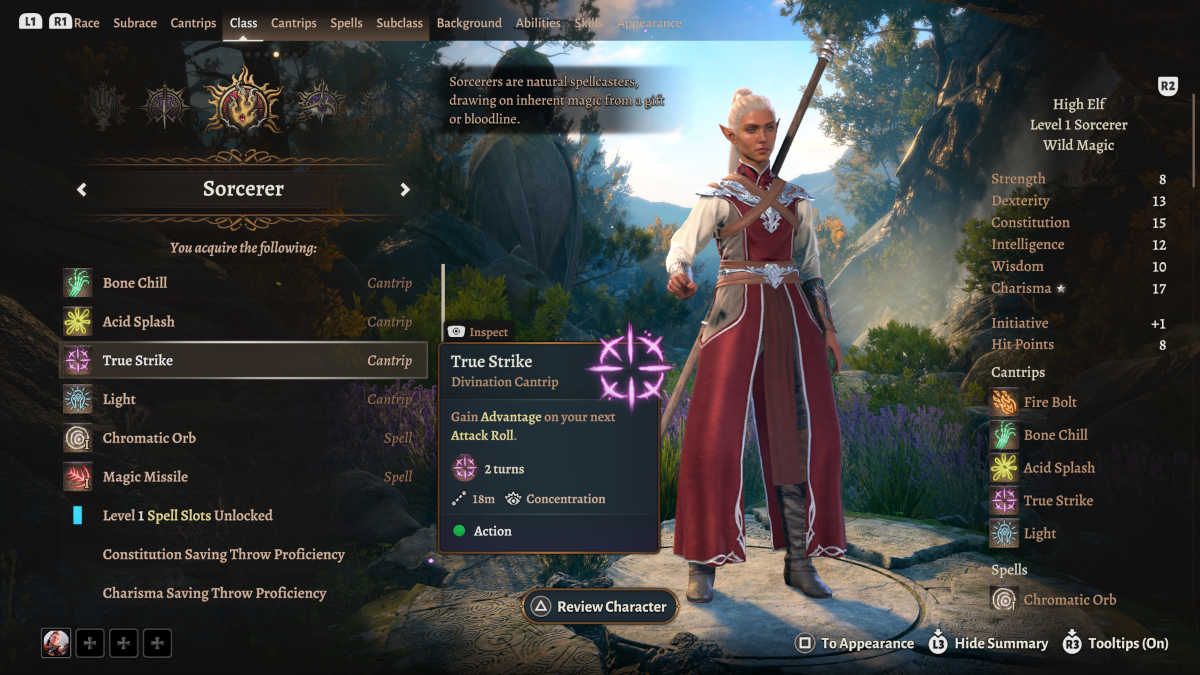 L1 R1 Race Subrace Cantrips Class Cantrips Spells Subclass Background Abilities Skills Appearance
Sorcerers are natural spellcasters,
drawing on inherent magic from a gift
or bloodline.
Sorcerer
You acquire the following:
Bone Chill Cantrip
Acid Splash Cantrip
True Strike Cantrip
Light Cantrip
Chromatic Orb Spell
Magic Missile Spell
Level 1 Spell Slots Unlocked
Constitution Saving Throw Proficiency
Charisma Saving Throw Proficiency
Inspect
True Strike
Divination Cantrip
Gain Advantage on your next
Attack Roll.
2 turns
18m Concentration
Action
Review Character
R2
High Elf
Level 1 Sorcerer
Wild Magic
Strength 8
Dexterity 13
Constitution 15
Intelligence 12
Wisdom 10
Charisma 17
Initiative +1
Hit Points 8
Cantrips
Fire Bolt
Bone Chill
Acid Splash
True Strike
Light
Spells
I Chromatic Orb
To Appearance L3 Hide Summary R3 Tooltips (On)